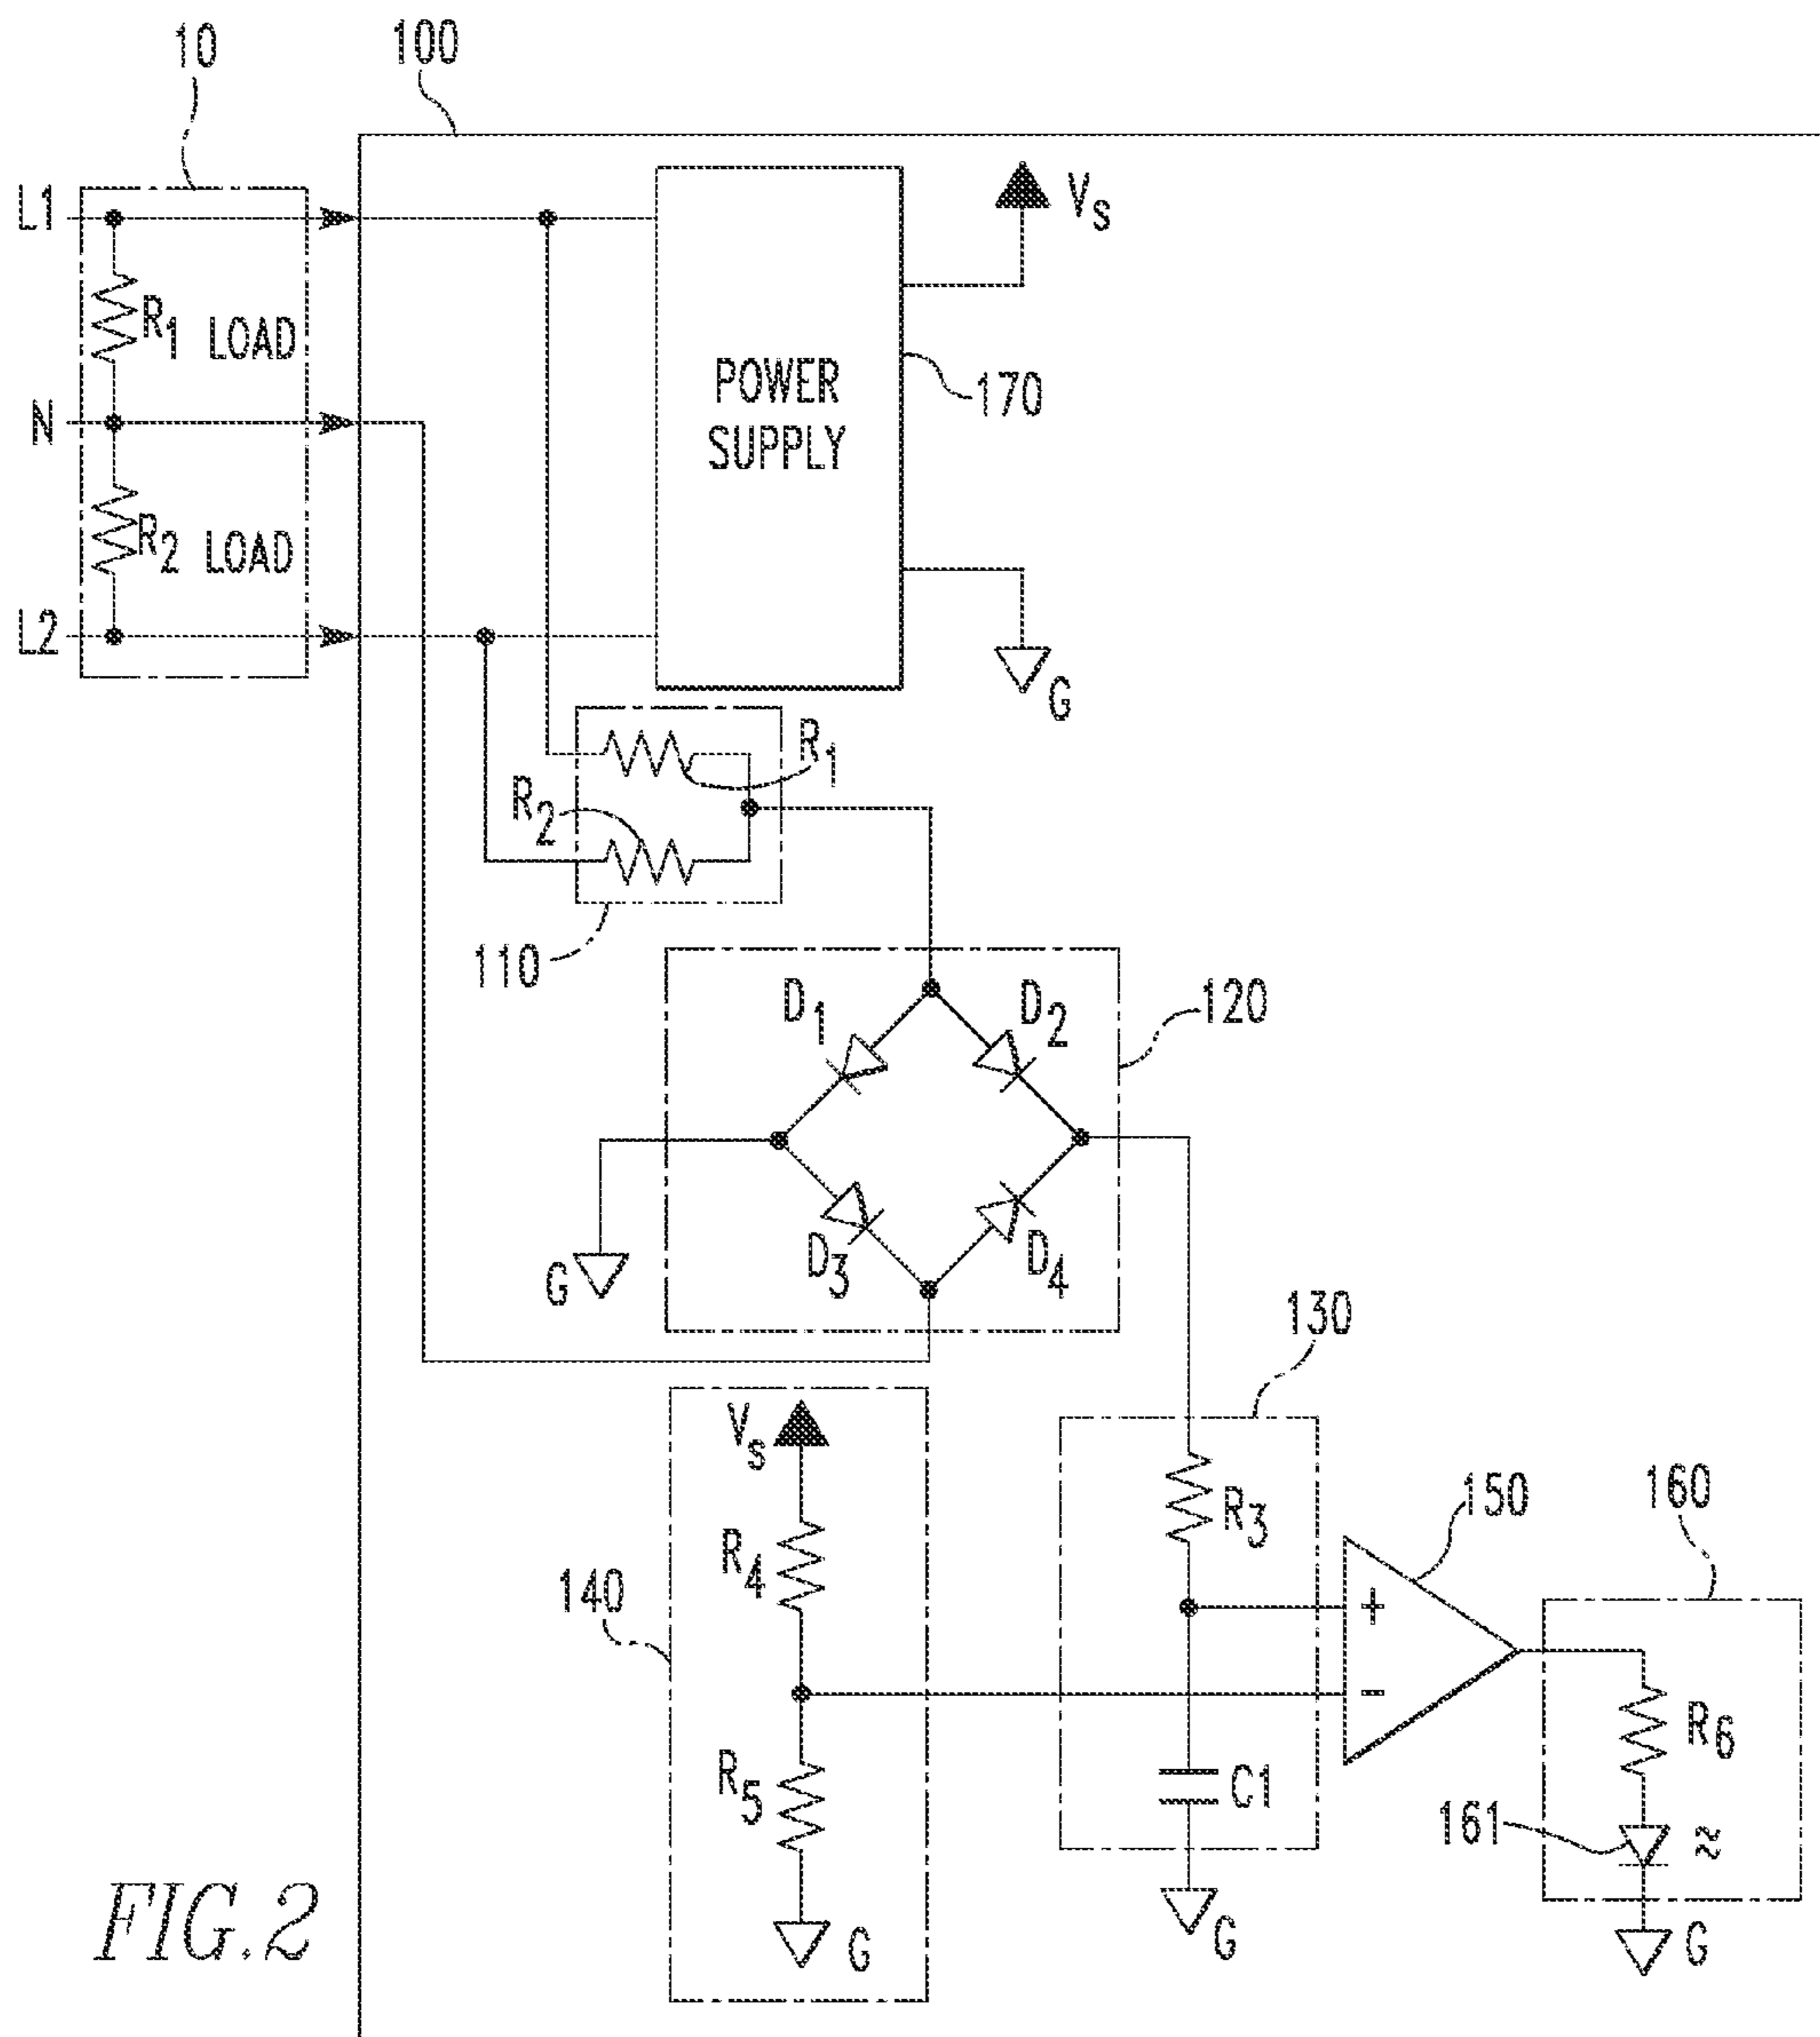 10
100
L1
Vs
R1 LOAD
POWER
SUPPLY
170
N
R2 LOAD
L2
G
R1
R2
110
D1
D2
120
G
D3
D4
130
Vs
R4
R3
150
160
140
+
-
R6
R5
C1
161
≈
G
G
G
FIG.2